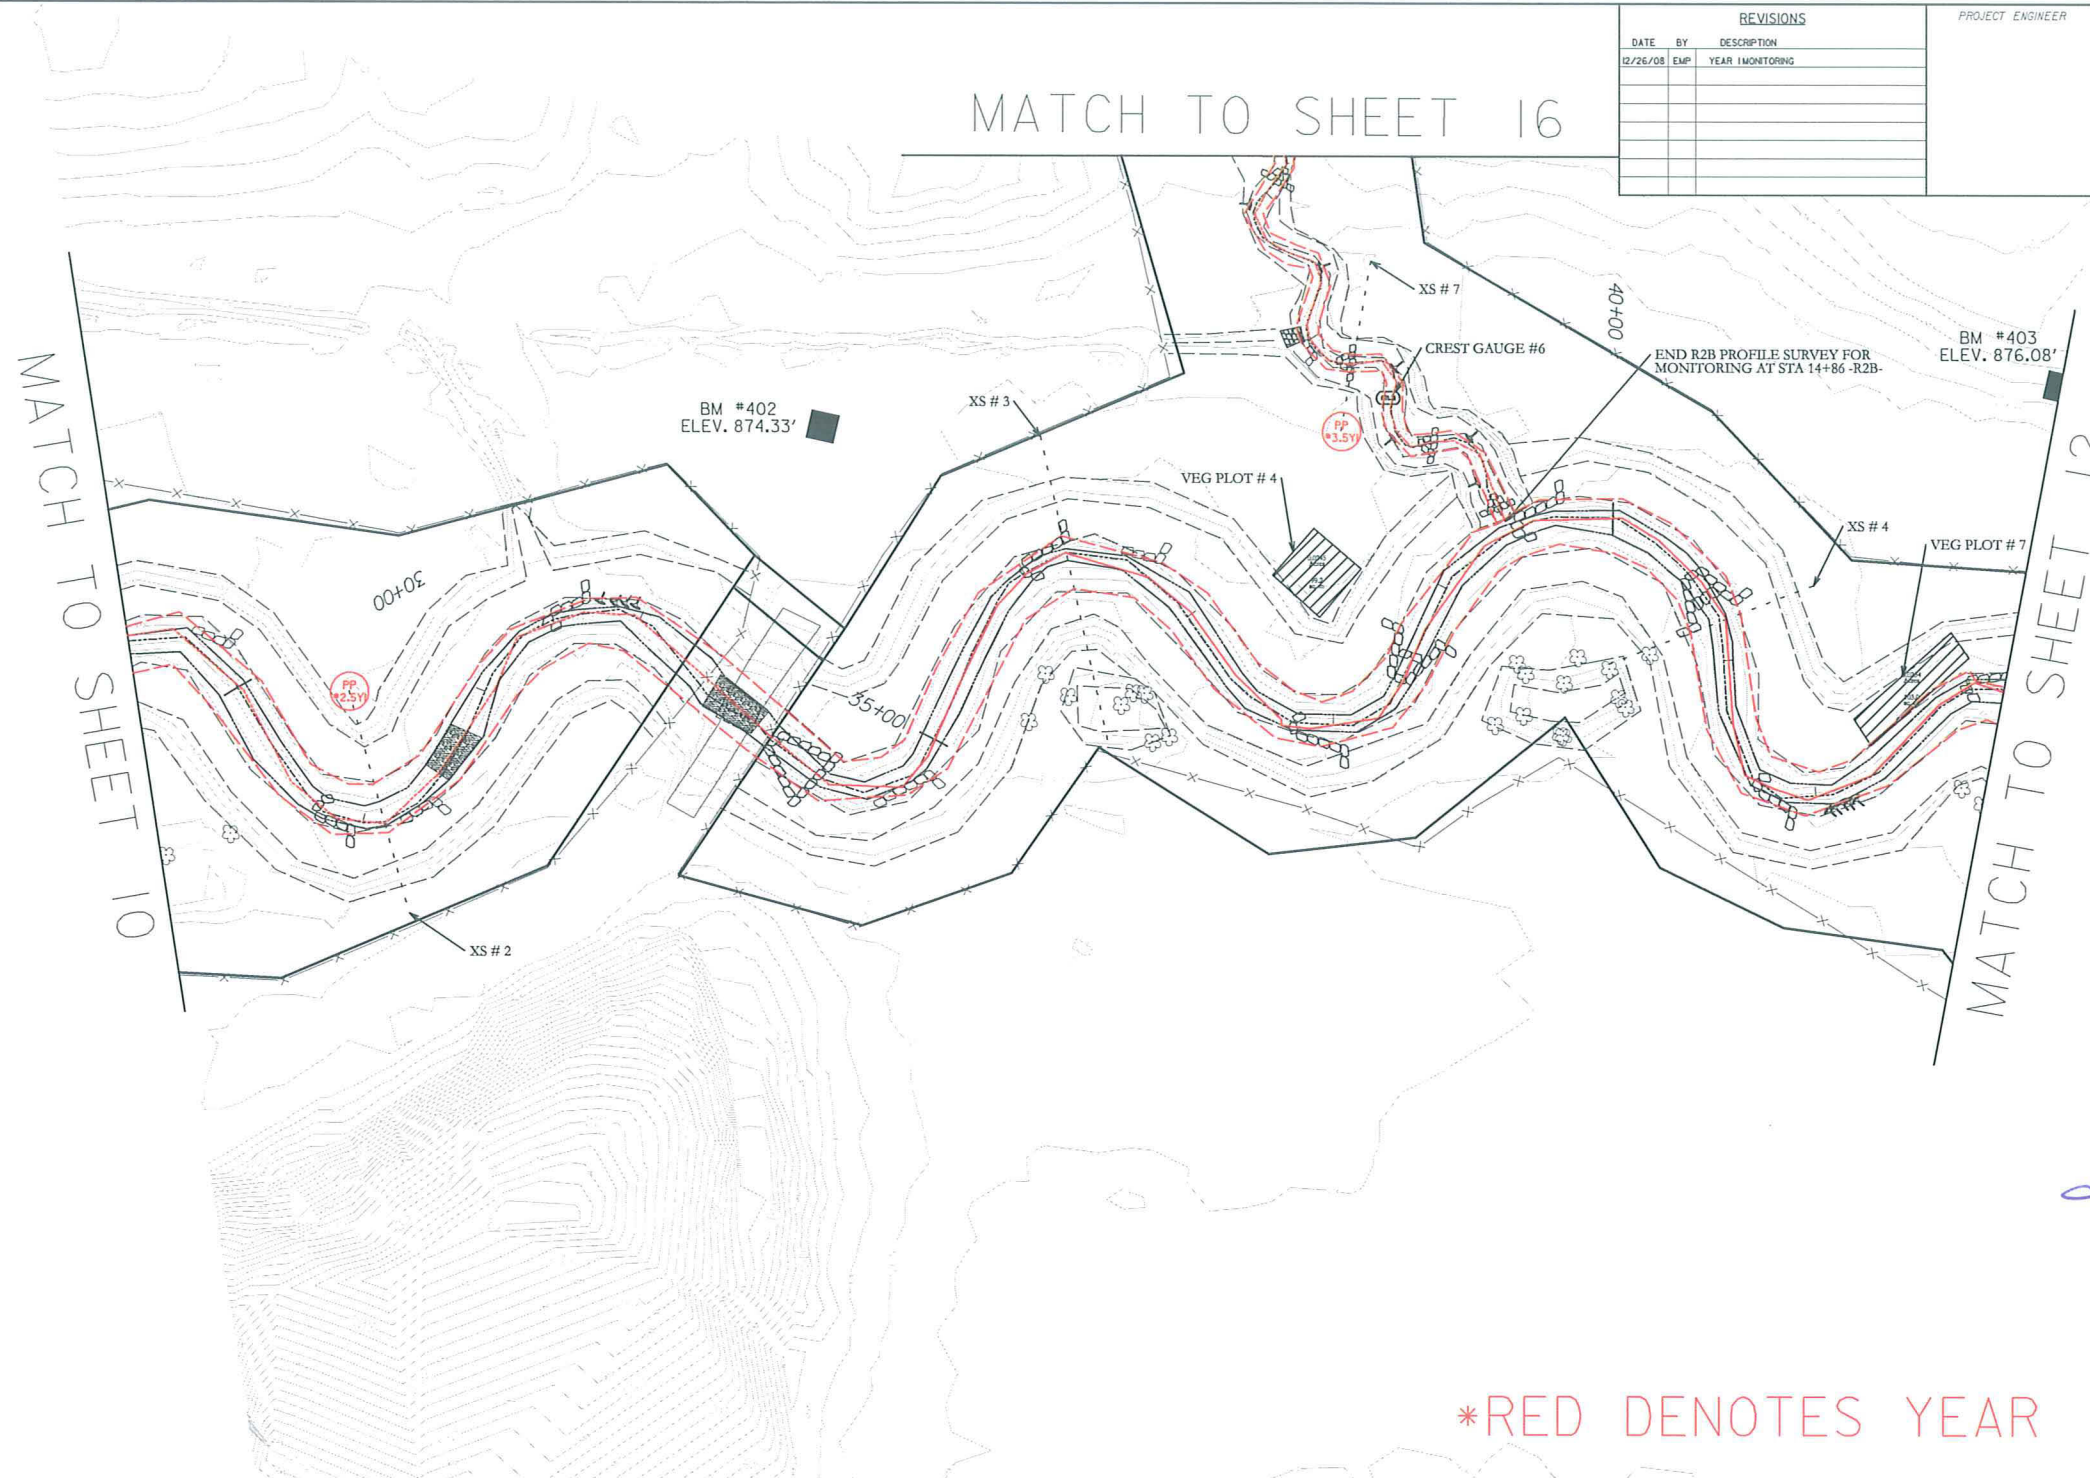 REVISIONS
DATE BY DESCRIPTION
12/26/08 EMP YEAR 1 MONITORING
PROJECT ENGINEER
MATCH TO SHEET 16
XS # 7
40+00
CREST GAUGE #6
END R2B PROFILE SURVEY FOR
MONITORING AT STA 14+86 -R2B-
BM #403
ELEV. 876.08'
BM #402
ELEV. 874.33'
XS # 3
PP
#3.5Y1
VEG PLOT # 4
XS # 4
VEG PLOT # 7
30+00
PP
#2.5Y1
35+00
XS # 2
MATCH TO SHEET 10
MATCH TO SHEET 12
*RED DENOTES YEAR